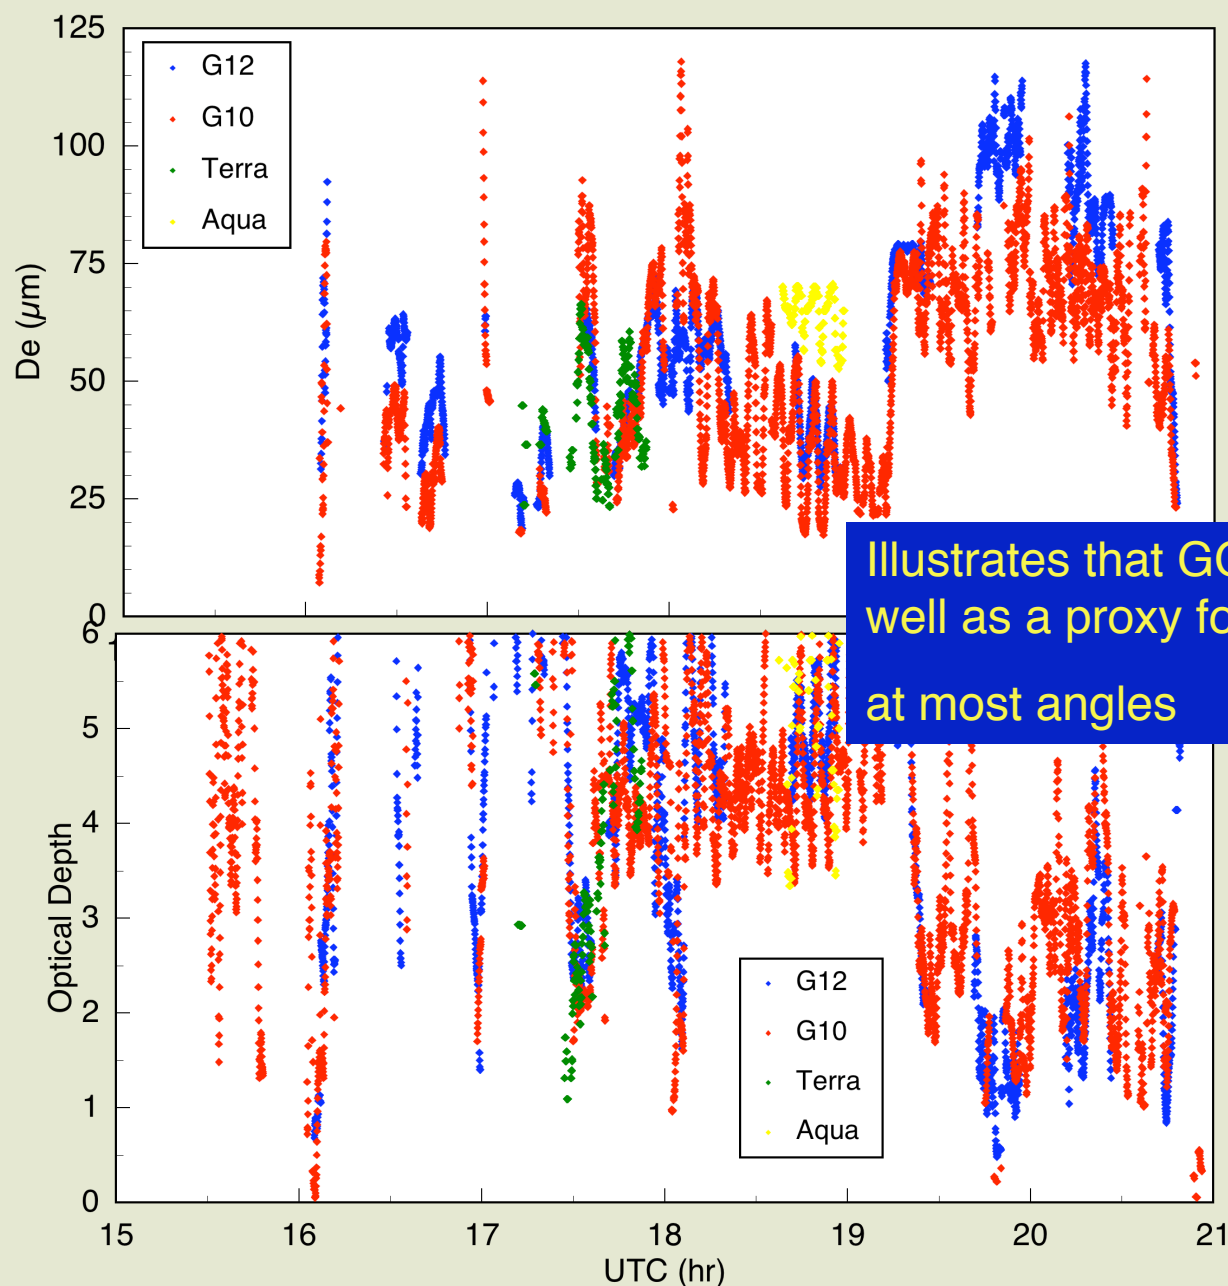 125
100
75
50
25
0
De (µm)
G12
G10
Terra
Aqua
Illustrates that
well as a proxy
at most angles
6
5
4
3
2
1
0
Optical Depth
G12
G10
Terra
Aqua
15 16 17 18 19 20 21
UTC (hr)